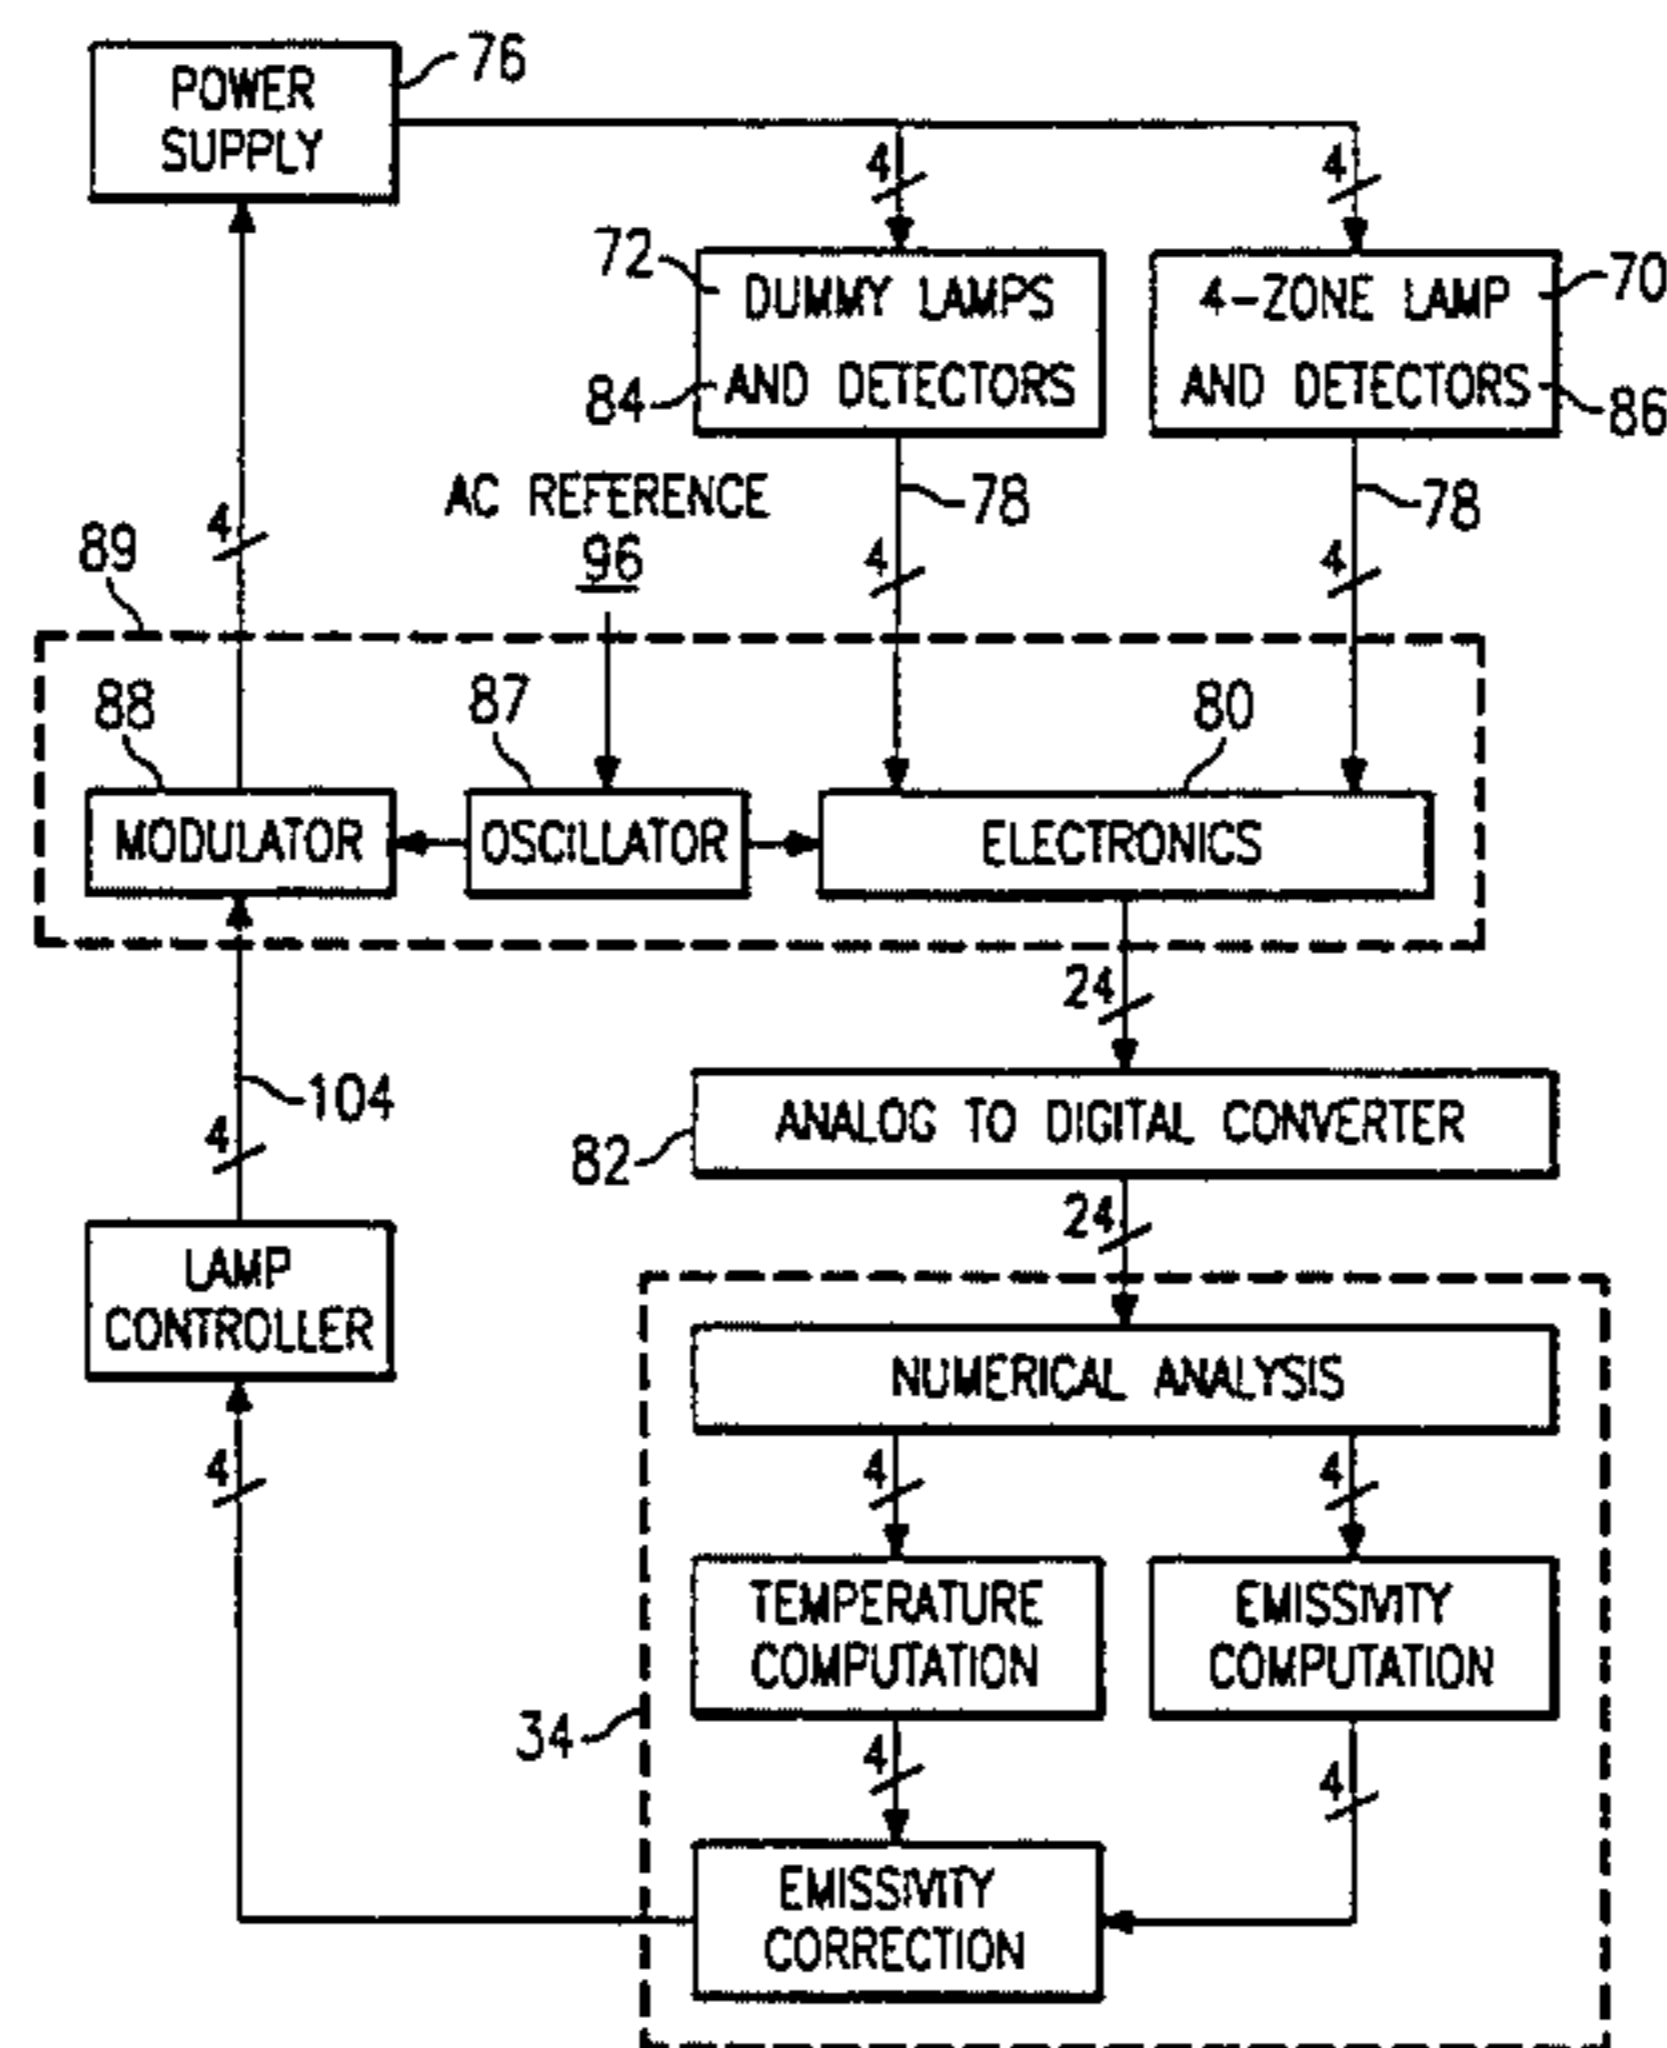 POWER
SUPPLY
76
4
4
72
DUMMY LAMPS
84
AND DETECTORS
4-ZONE LAMP
70
AND DETECTORS
86
AC REFERENCE
96
78
78
4
4
4
89
88
87
80
MODULATOR
OSCILLATOR
ELECTRONICS
24
104
4
82
ANALOG TO DIGITAL CONVERTER
24
LAMP
CONTROLLER
NUMERICAL ANALYSIS
4
4
4
TEMPERATURE
COMPUTATION
EMISSIVITY
COMPUTATION
34
4
4
EMISSIVITY
CORRECTION